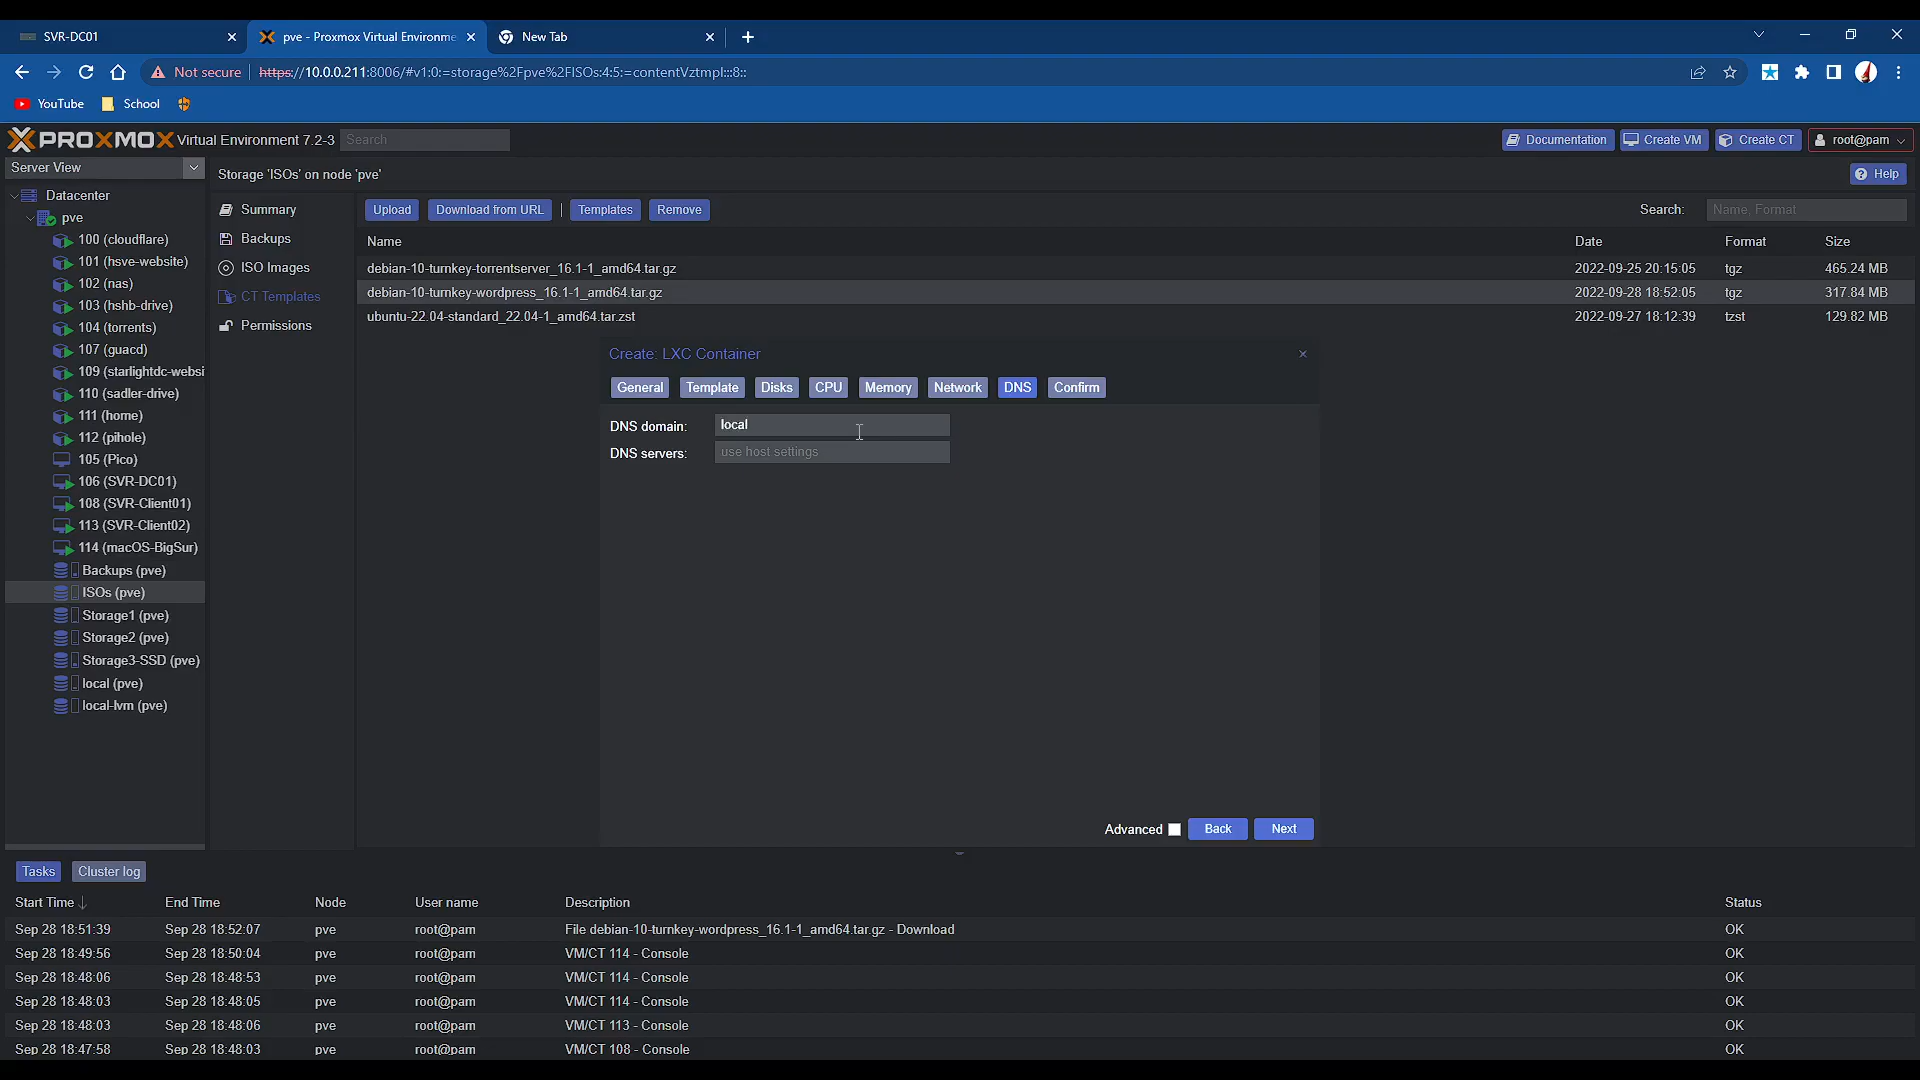 SVR-DC01
pve - Proxmox Virtual Environme
New Tab
Not secure
https://10.0.0.211:8006/#v1:0:=storage%2Fpve%2FISOs:4:5:=contentVztmpl:::8::
YouTube
School
PROXMOX Virtual Environment 7.2-3
Search
Documentation
Create VM
Create CT
root@pam
Server View
Storage 'ISOs' on node 'pve'
Help
Datacenter
pve
100 (cloudflare)
101 (hsve-website)
102 (nas)
103 (hshb-drive)
104 (torrents)
107 (guacd)
109 (starlightdc-websi
110 (sadler-drive)
111 (home)
112 (pihole)
105 (Pico)
106 (SVR-DC01)
108 (SVR-Client01)
113 (SVR-Client02)
114 (macOS-BigSur)
Backups (pve)
ISOs (pve)
Storage1 (pve)
Storage2 (pve)
Storage3-SSD (pve)
local (pve)
local-lvm (pve)
Summary
Backups
ISO Images
CT Templates
Permissions
Upload
Download from URL
Templates
Remove
Search:
Name, Format
Name Date Format Size
debian-10-turnkey-torrentserver_16.1-1_amd64.tar.gz 2022-09-25 20:15:05 tgz 465.24 MB
debian-10-turnkey-wordpress_16.1-1_amd64.tar.gz 2022-09-28 18:52:05 tgz 317.84 MB
ubuntu-22.04-standard_22.04-1_amd64.tar.zst 2022-09-27 18:12:39 tzst 129.82 MB
Create: LXC Container
General Template Disks CPU Memory Network DNS Confirm
DNS domain: local
DNS servers: use host settings
Advanced
Back
Next
Tasks
Cluster log
Start Time End Time Node User name Description Status
Sep 28 18:51:39 Sep 28 18:52:07 pve root@pam File debian-10-turnkey-wordpress_16.1-1_amd64.tar.gz - Download OK
Sep 28 18:49:56 Sep 28 18:50:04 pve root@pam VM/CT 114 - Console OK
Sep 28 18:48:06 Sep 28 18:48:53 pve root@pam VM/CT 114 - Console OK
Sep 28 18:48:03 Sep 28 18:48:05 pve root@pam VM/CT 114 - Console OK
Sep 28 18:48:03 Sep 28 18:48:06 pve root@pam VM/CT 113 - Console OK
Sep 28 18:47:58 Sep 28 18:48:03 pve root@pam VM/CT 108 - Console OK